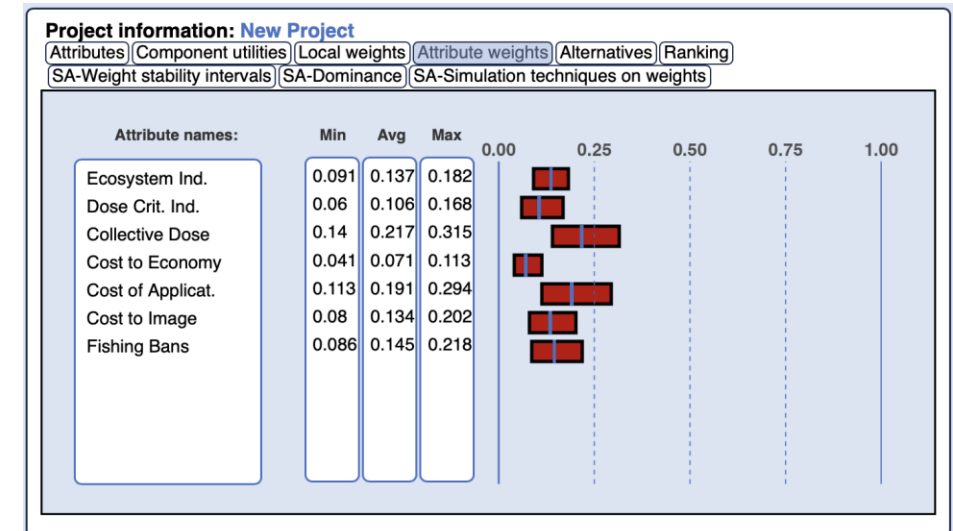 Project information: New Project
Attributes Component utilities Local weights Attribute weights Alternatives Ranking
SA-Weight stability intervals SA-Dominance SA-Simulation techniques on weights
Attribute names: Min Avg Max 0.00 0.25 0.50 0.75 1.00
Ecosystem Ind. 0.091 0.137 0.182
Dose Crit. Ind. 0.06 0.106 0.168
Collective Dose 0.14 0.217 0.315
Cost to Economy 0.041 0.071 0.113
Cost of Applicat. 0.113 0.191 0.294
Cost to Image 0.08 0.134 0.202
Fishing Bans 0.086 0.145 0.218